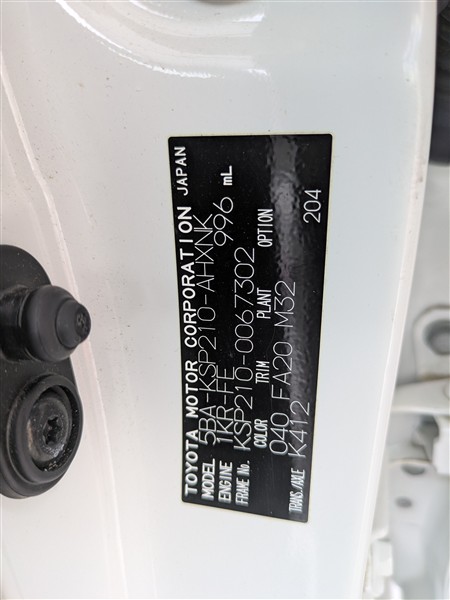 TOYOTA MOTOR CORPORATION JAPAN
MODEL 5BA-KSP210-AHXNK
ENGINE 1KR-FE 996 mL
FRAME No. KSP210-0067302
COLOR TRIM PLANT OPTION
040 FA20 M32
TRANS./AXLE K412 204